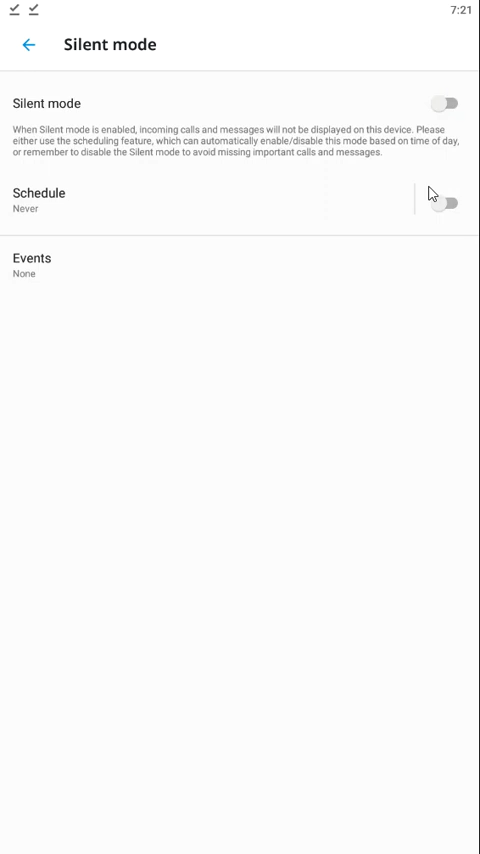 7:21
Silent mode
Silent mode
When Silent mode is enabled, incoming calls and messages will not be displayed on this device. Please
either use the scheduling feature, which can automatically enable/disable this mode based on time of day,
or remember to disable the Silent mode to avoid missing important calls and messages.
Schedule
Never
Events
None